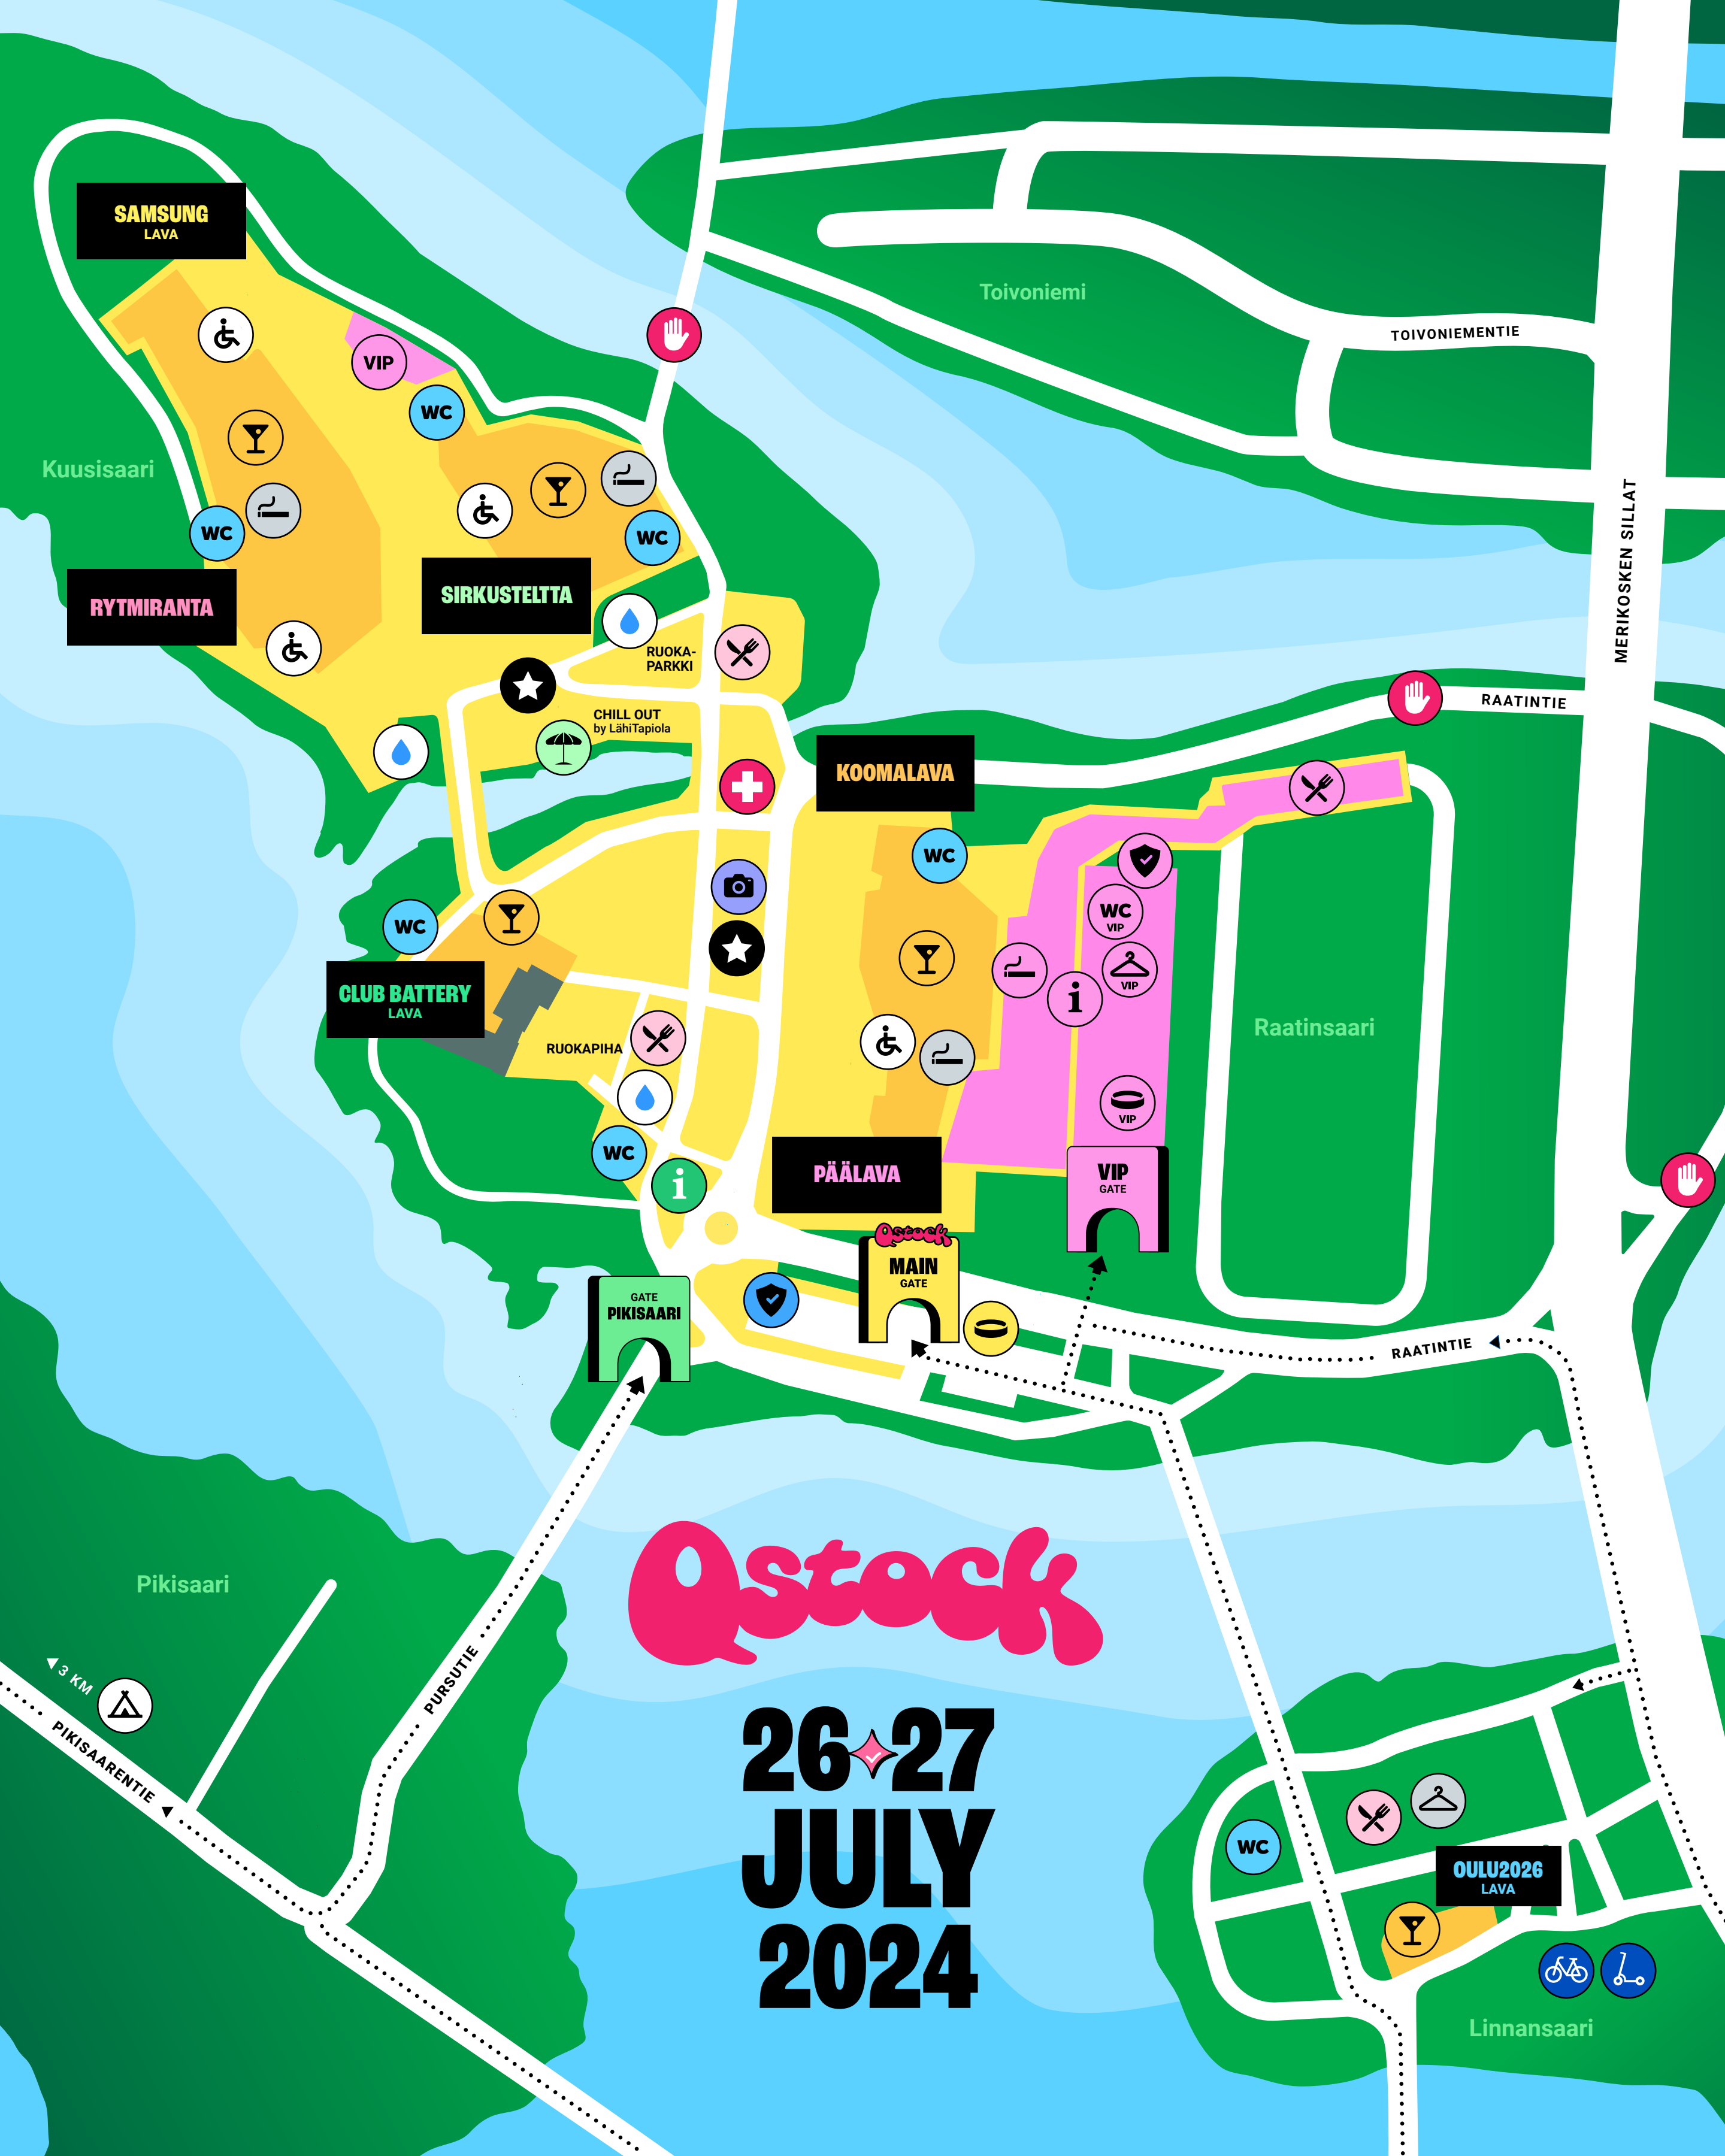 SAMSUNG
LAVA
Toivoniemi
TOIVONIEMENTIE
VIP
WC
Kuusisaari
WC
WC
MERIKOSKEN SILLAT
RYTMIRANTA
SIRKUSTELTTA
RUOKA-
PARKKI
CHILL OUT
by LähiTapiola
RAATINTIE
KOOMALAVA
WC
WC
VIP
WC
VIP
i
CLUB BATTERY
LAVA
Raatinsaari
RUOKAPIHA
VIP
WC
i
PÄÄLAVA
VIP
GATE
Qstock
MAIN
GATE
GATE
PIKISAARI
RAATINTIE
Qstock
Pikisaari
PURSUTIE
3 KM
PIKISAARENTIE
26 27
JULY
2024
WC
OULU2026
LAVA
Linnansaari